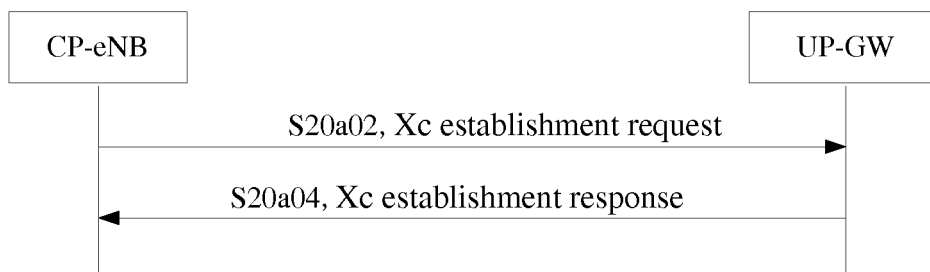 CP-eNB
UP-GW
S20a02, Xc establishment request
S20a04, Xc establishment response